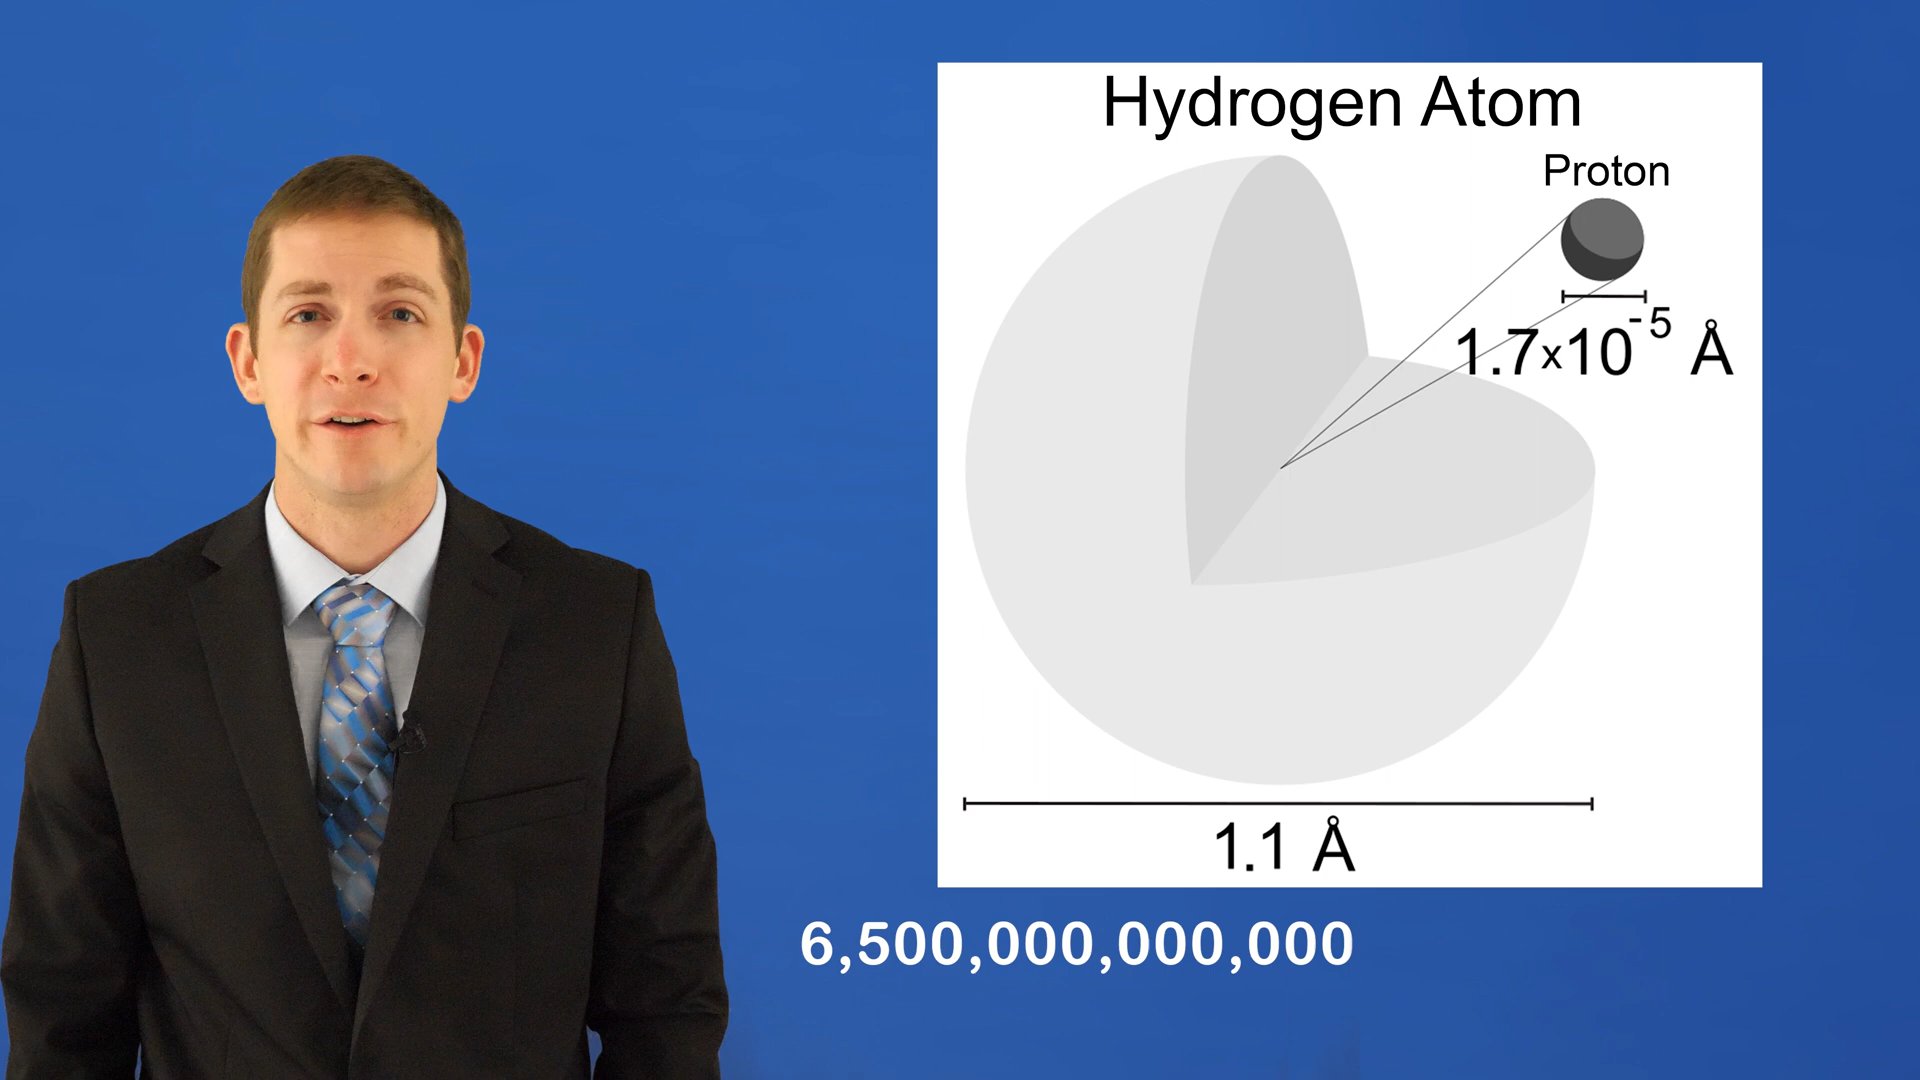 Hydrogen Atom
Proton
1.7x10⁻⁵ Å
1.1 Å
6,500,000,000,000